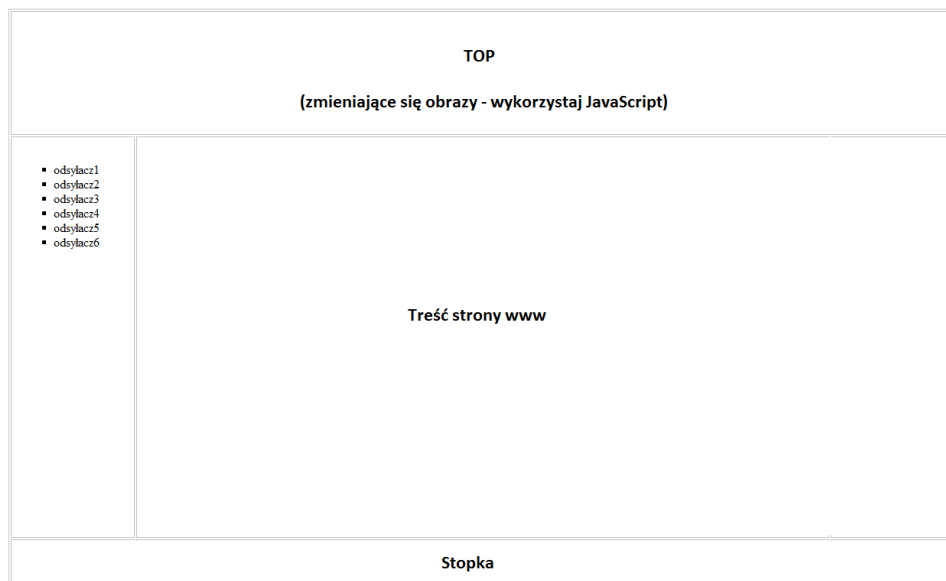 TOP
(zmieniające się obrazy - wykorzystaj JavaScript)
odsyłacz1
odsyłacz2
odsyłacz3
odsyłacz4
odsyłacz5
odsyłacz6
Treść strony www
Stopka